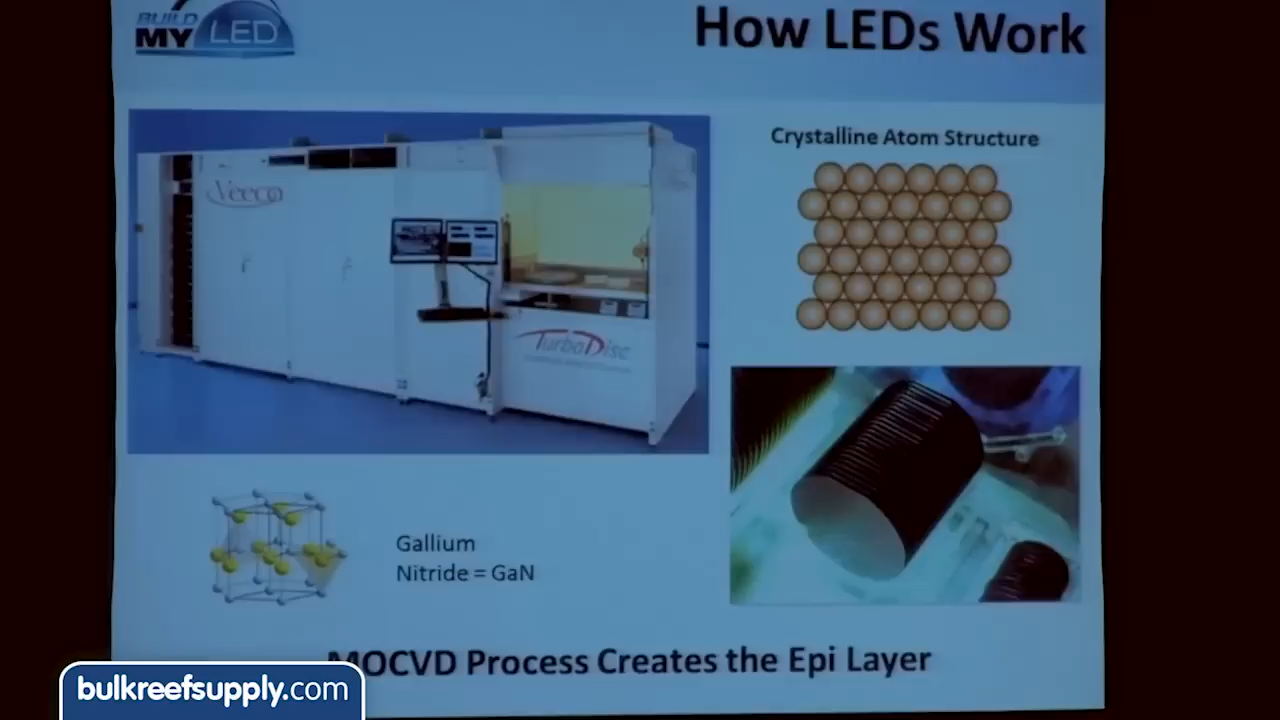 BUILD
MY LED
How LEDs Work
Veeco
TurboDisc
Crystalline Atom Structure
Gallium
Nitride = GaN
MOCVD Process Creates the Epi Layer
bulkreefsupply.com